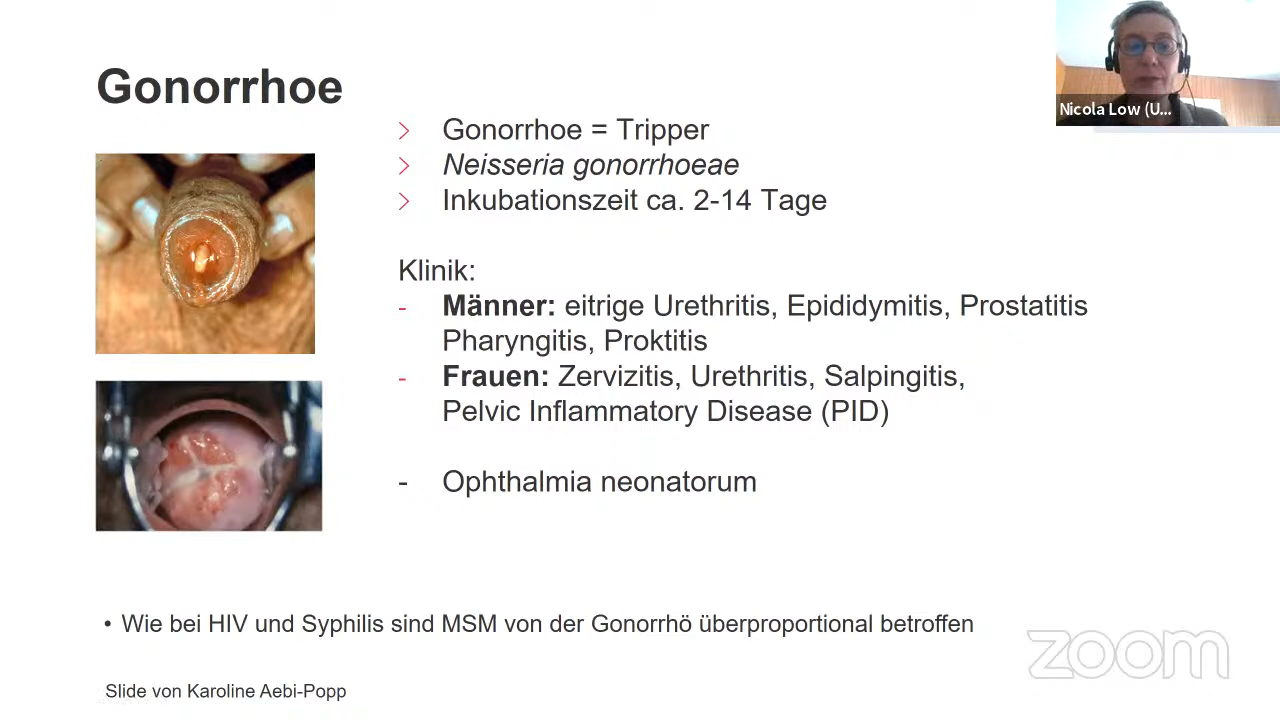 Gonorrhoe
Nicola Low (U...
> Gonorrhoe = Tripper
> Neisseria gonorrhoeae
> Inkubationszeit ca. 2-14 Tage
Klinik:
- Männer: eitrige Urethritis, Epididymitis, Prostatitis
Pharyngitis, Proktitis
- Frauen: Zervizitis, Urethritis, Salpingitis,
Pelvic Inflammatory Disease (PID)
- Ophthalmia neonatorum
• Wie bei HIV und Syphilis sind MSM von der Gonorrhö überproportional betroffen
zoom
Slide von Karoline Aebi-Popp